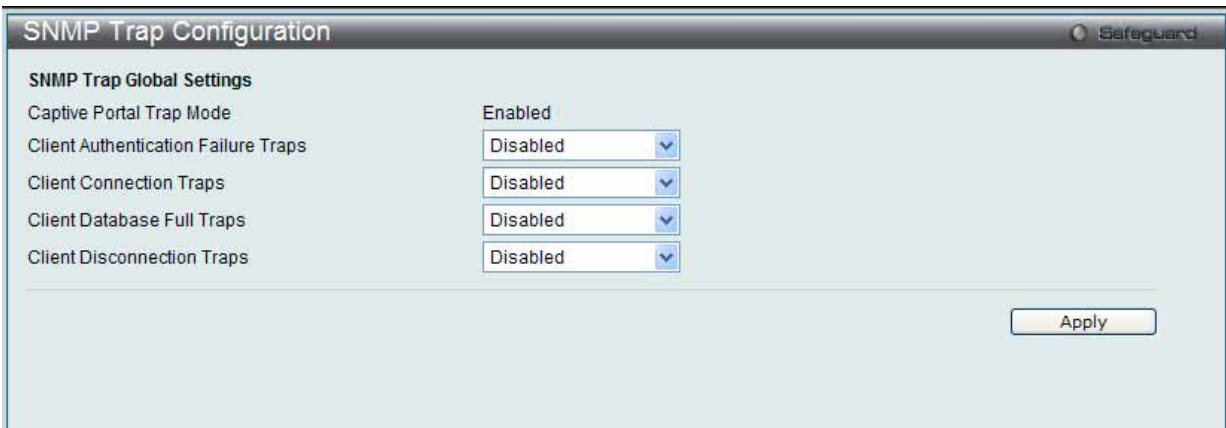 SNMP Trap Configuration
Safeguard
SNMP Trap Global Settings
Captive Portal Trap Mode Enabled
Client Authentication Failure Traps Disabled
Client Connection Traps Disabled
Client Database Full Traps Disabled
Client Disconnection Traps Disabled
Apply